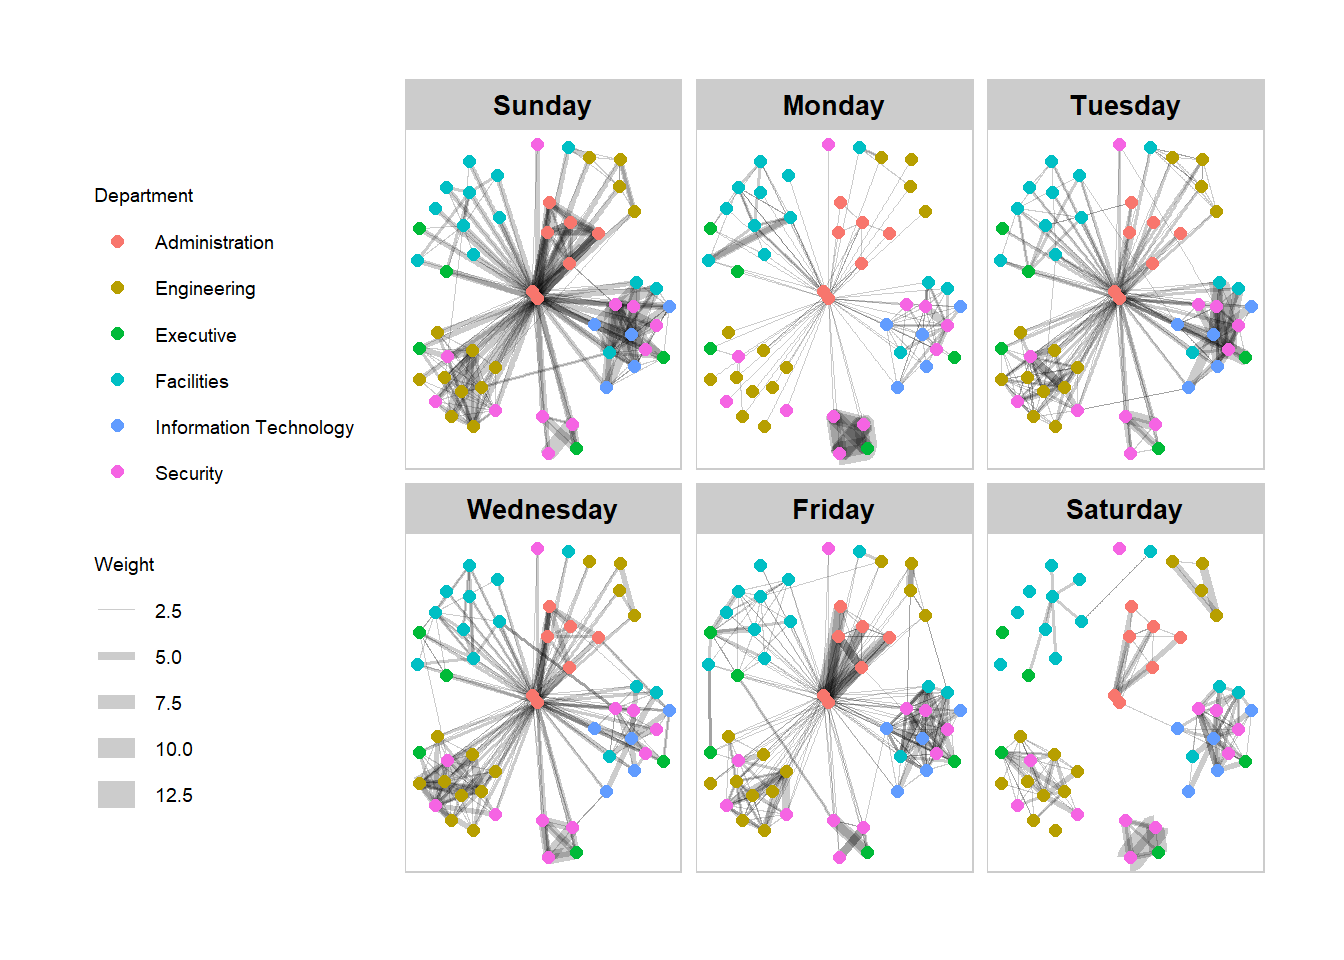 Sunday
Monday
Tuesday
Department
Administration
Engineering
Executive
Facilities
Information Technology
Security
Wednesday
Friday
Saturday
Weight
2.5
5.0
7.5
10.0
12.5